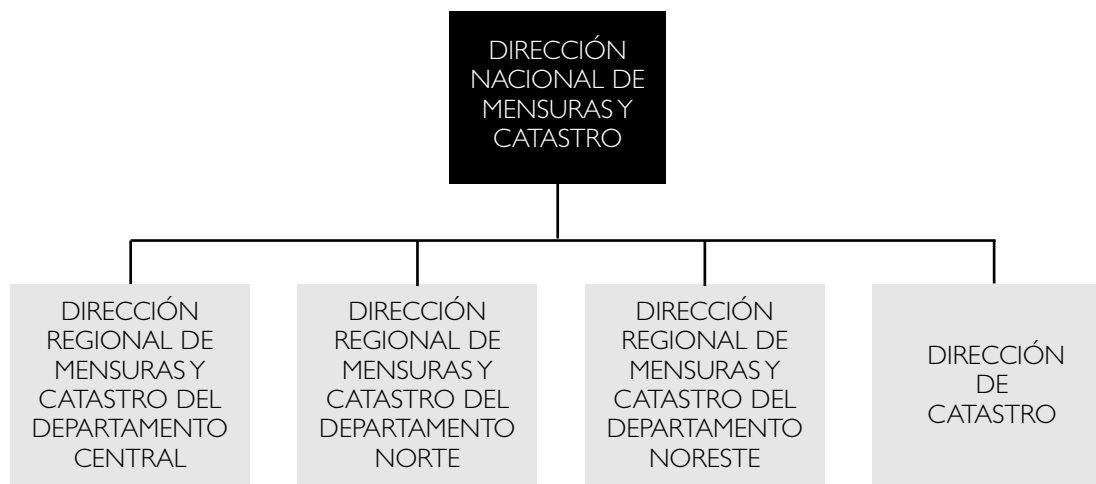 DIRECCIÓN
NACIONAL DE
MENSURAS Y
CATASTRO
DIRECCIÓN
REGIONAL DE
MENSURAS Y
CATASTRO DEL
DEPARTAMENTO
CENTRAL
DIRECCIÓN
REGIONAL DE
MENSURAS Y
CATASTRO DEL
DEPARTAMENTO
NORTE
DIRECCIÓN
REGIONAL DE
MENSURAS Y
CATASTRO DEL
DEPARTAMENTO
NORESTE
DIRECCIÓN
DE
CATASTRO